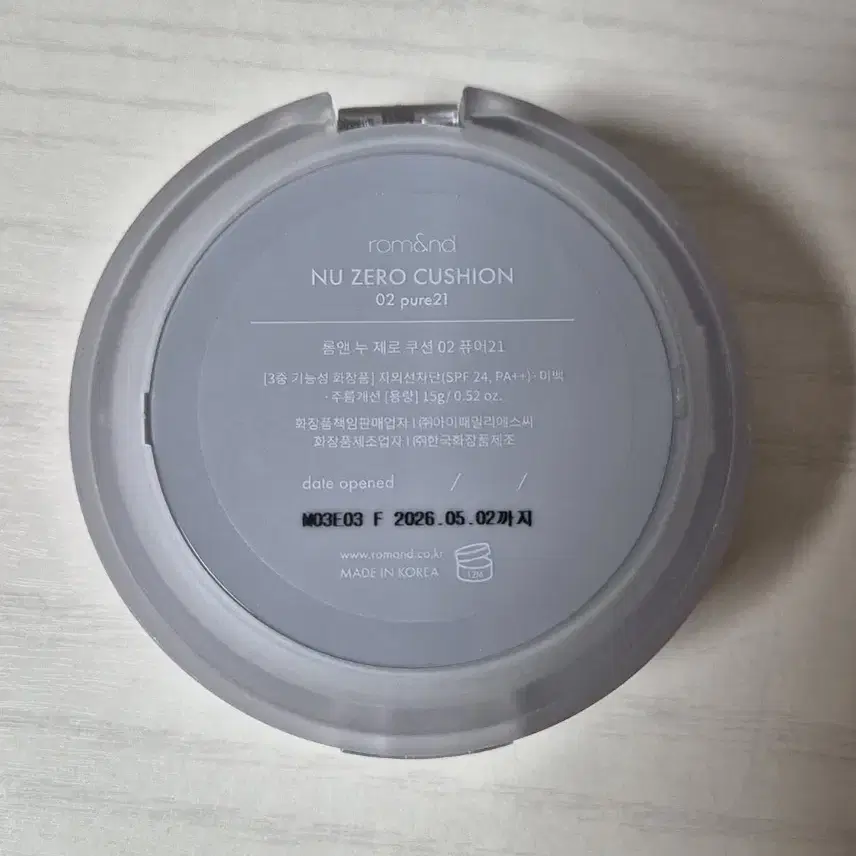 rom&nd
NU ZERO CUSHION
02 pure21
롬앤 누 제로 쿠션 02 퓨어21
[3중 기능성 화장품] 자외선차단(SPF 24, PA++)·미백
·주름개선 [용량] 15g/ 0.52 oz.
화장품책임판매업자 I ㈜아이패밀리에스씨
화장품제조업자 I ㈜한국화장품제조
date opened / /
M03E03 F 2026.05.02까지
www.romand.co.kr
MADE IN KOREA
12M